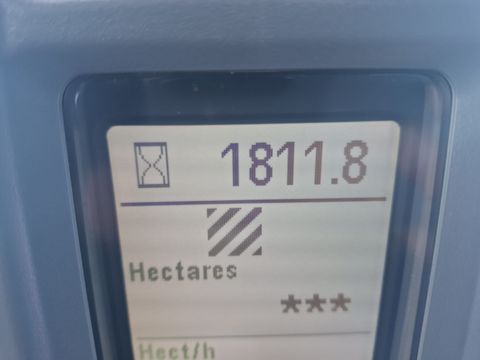 1811.8
Hectares
***
Hect/h